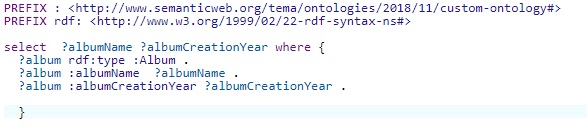 PREFIX : <http://www.semanticweb.org/tema/ontologies/2018/11/custom-ontology#>
PREFIX rdf: <http://www.w3.org/1999/02/22-rdf-syntax-ns#>
select ?albumName ?albumCreationYear where {
?album rdf:type :Album .
?album :albumName ?albumName .
?album :albumCreationYear ?albumCreationYear .
}